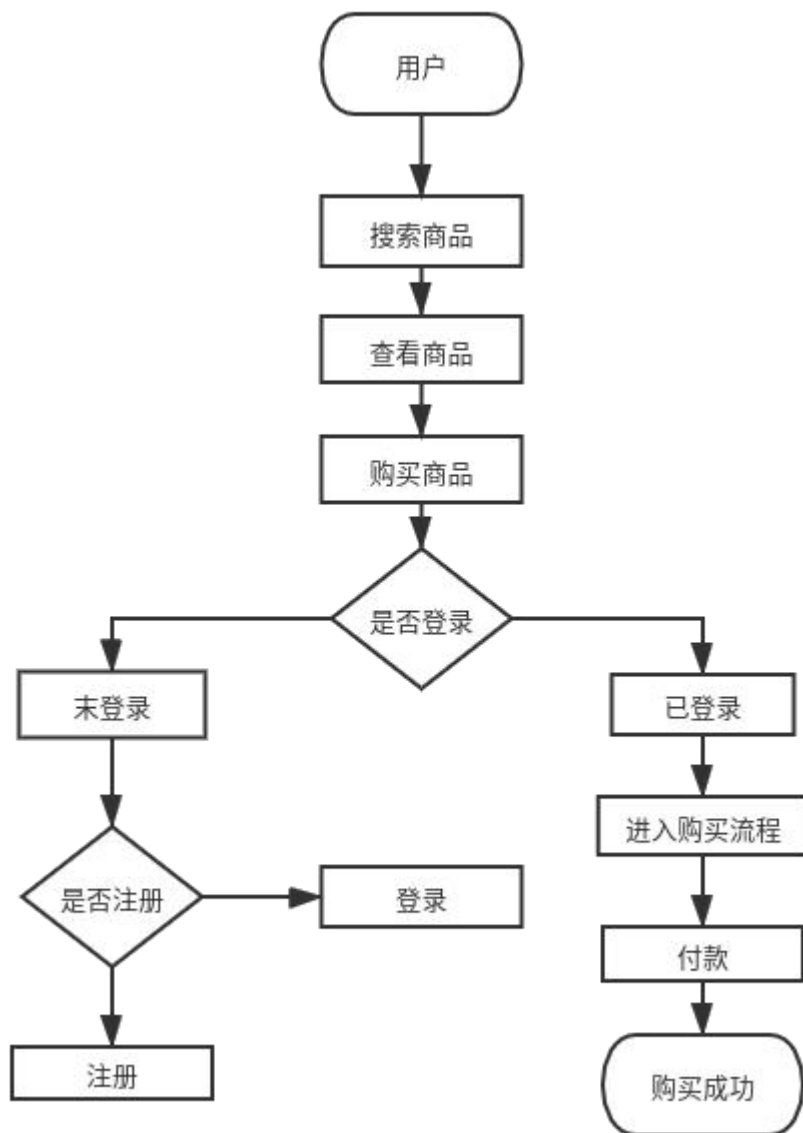 用户
搜索商品
查看商品
购买商品
是否登录
末登录
已登录
进入购买流程
是否注册
登录
付款
注册
购买成功